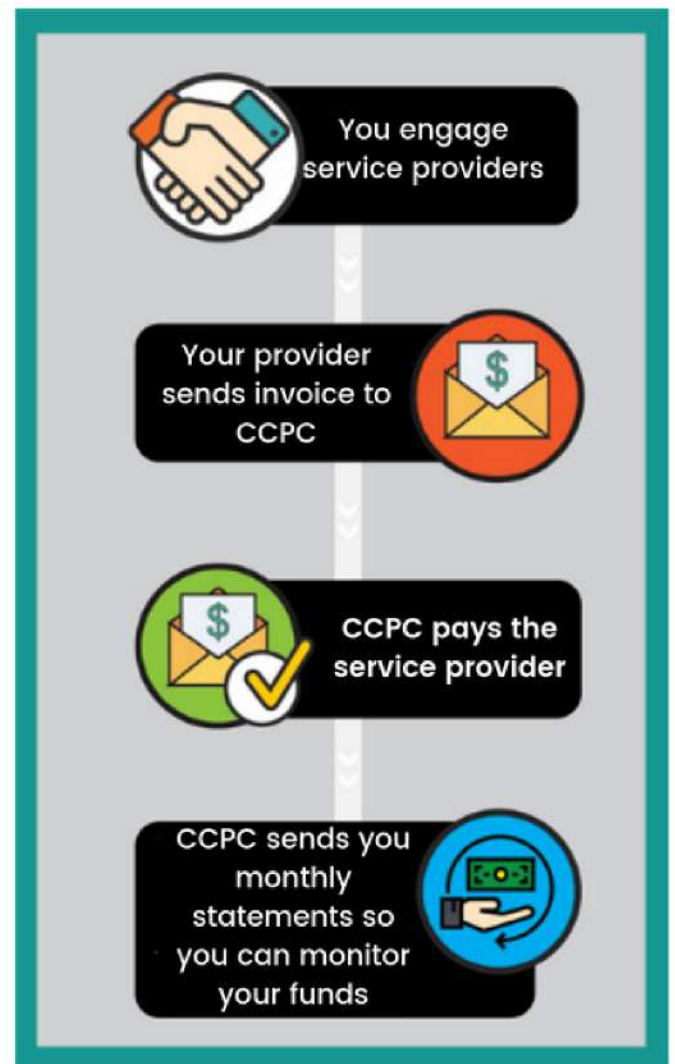 You engage
service providers
Your provider
sends invoice to
CCPC
$
CCPC pays the
service provider
$
CCPC sends you
monthly
statements so
you can monitor
your funds